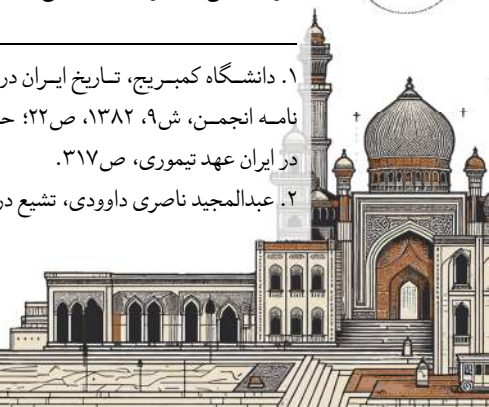 ۱. دانشگاه کمبریج، تاریخ ایران در
نامه انجمن، ش۹، ۱۳۸۲، ص۲۲؛
در ایران عهد تیموری، ص۳۱۷.
۲. عبدالمجید ناصری داوودی، تشیع در